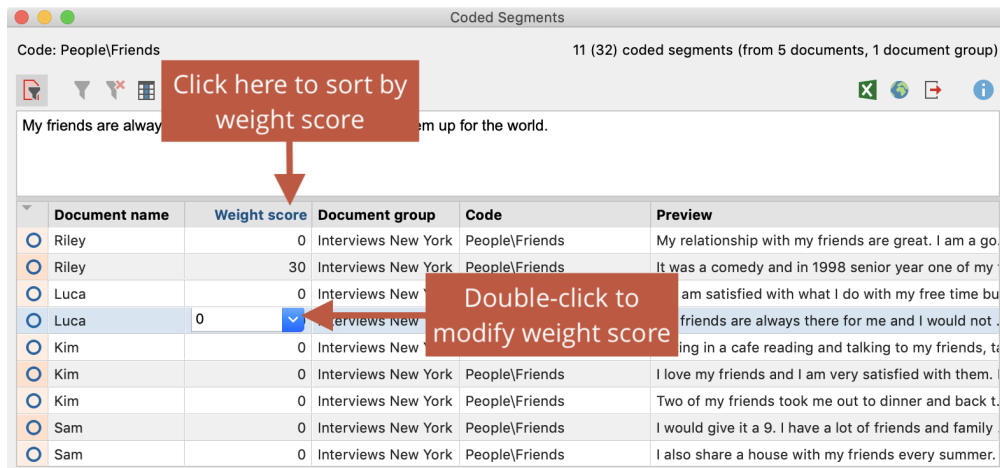 Coded Segments
Code: People\Friends 11 (32) coded segments (from 5 documents, 1 document group)
Click here to sort by
weight score
My friends are alway em up for the world.
Document name Weight score Document group Code Preview
Riley 0 Interviews New York People\Friends My relationship with my friends are great. I am a go.
Riley 30 Interviews New York People\Friends It was a comedy and in 1998 senior year one of my
Luca 0 Interviews New am satisfied with what I do with my free time bu
Double-click to
modify weight score
Luca 0 Interviews New friends are always there for me and I would not .
Kim 0 Interviews New ing in a cafe reading and talking to my friends, ta
Kim 0 Interviews New York People\Friends I love my friends and I am very satisfied with them.
Kim 0 Interviews New York People\Friends Two of my friends took me out to dinner and back t.
Sam 0 Interviews New York People\Friends I would give it a 9. I have a lot of friends and family
Sam 0 Interviews New York People\Friends I also share a house with my friends every summer.